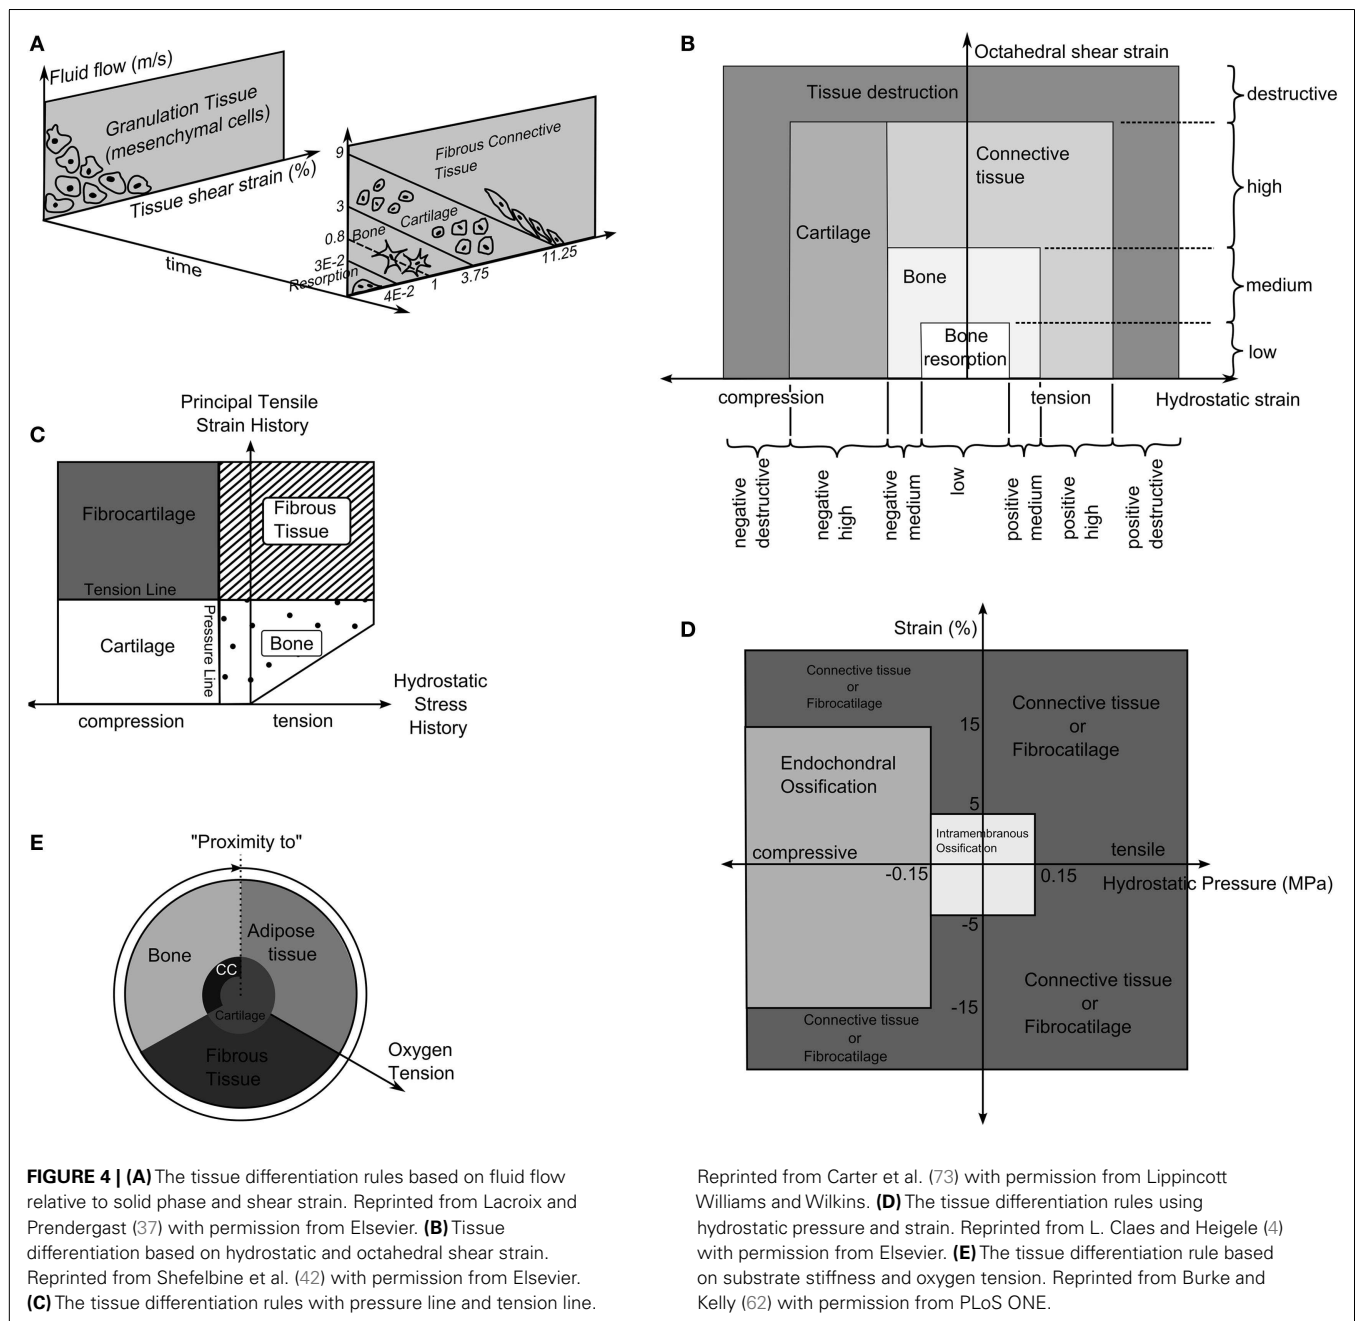 A
Fluid flow (m/s)
Granulation Tissue
(mesenchymal cells)
Tissue shear strain (%)
time
9
3
0.8
3E-2
Resorption
Bone
Cartilage
Fibrous Connective
Tissue
4E-2
1
3.75
11.25
B
Octahedral shear strain
Tissue destruction
Connective
tissue
Cartilage
Bone
Bone
resorption
destructive
high
medium
low
compression
tension
Hydrostatic strain
negative
destructive
negative
high
negative
medium
low
positive
medium
positive
high
positive
destructive
C
Principal Tensile
Strain History
Fibrocartilage
Fibrous
Tissue
Tension Line
Pressure Line
Cartilage
Bone
Hydrostatic
Stress
History
compression
tension
D
Strain (%)
Connective tissue
or
Fibrocatilage
Connective tissue
or
Fibrocatilage
15
Endochondral
Ossification
5
Intramembranous
Ossification
compressive
tensile
-0.15
0.15
Hydrostatic Pressure (MPa)
-5
-15
Connective tissue
or
Fibrocatilage
Connective tissue
or
Fibrocatilage
E
"Proximity to"
Bone
Adipose
tissue
CC
Cartilage
Fibrous
Tissue
Oxygen
Tension
FIGURE 4 | (A) The tissue differentiation rules based on fluid flow
relative to solid phase and shear strain. Reprinted from Lacroix and
Prendergast (37) with permission from Elsevier. (B) Tissue
differentiation based on hydrostatic and octahedral shear strain.
Reprinted from Shefelbine et al. (42) with permission from Elsevier.
(C) The tissue differentiation rules with pressure line and tension line.
Reprinted from Carter et al. (73) with permission from Lippincott
Williams and Wilkins. (D) The tissue differentiation rules using
hydrostatic pressure and strain. Reprinted from L. Claes and Heigele (4)
with permission from Elsevier. (E) The tissue differentiation rule based
on substrate stiffness and oxygen tension. Reprinted from Burke and
Kelly (62) with permission from PLoS ONE.